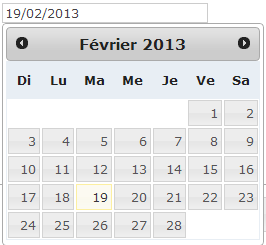 19/02/2013
Février 2013
Di Lu Ma Me Je Ve Sa
1 2
3 4 5 6 7 8 9
10 11 12 13 14 15 16
17 18 19 20 21 22 23
24 25 26 27 28